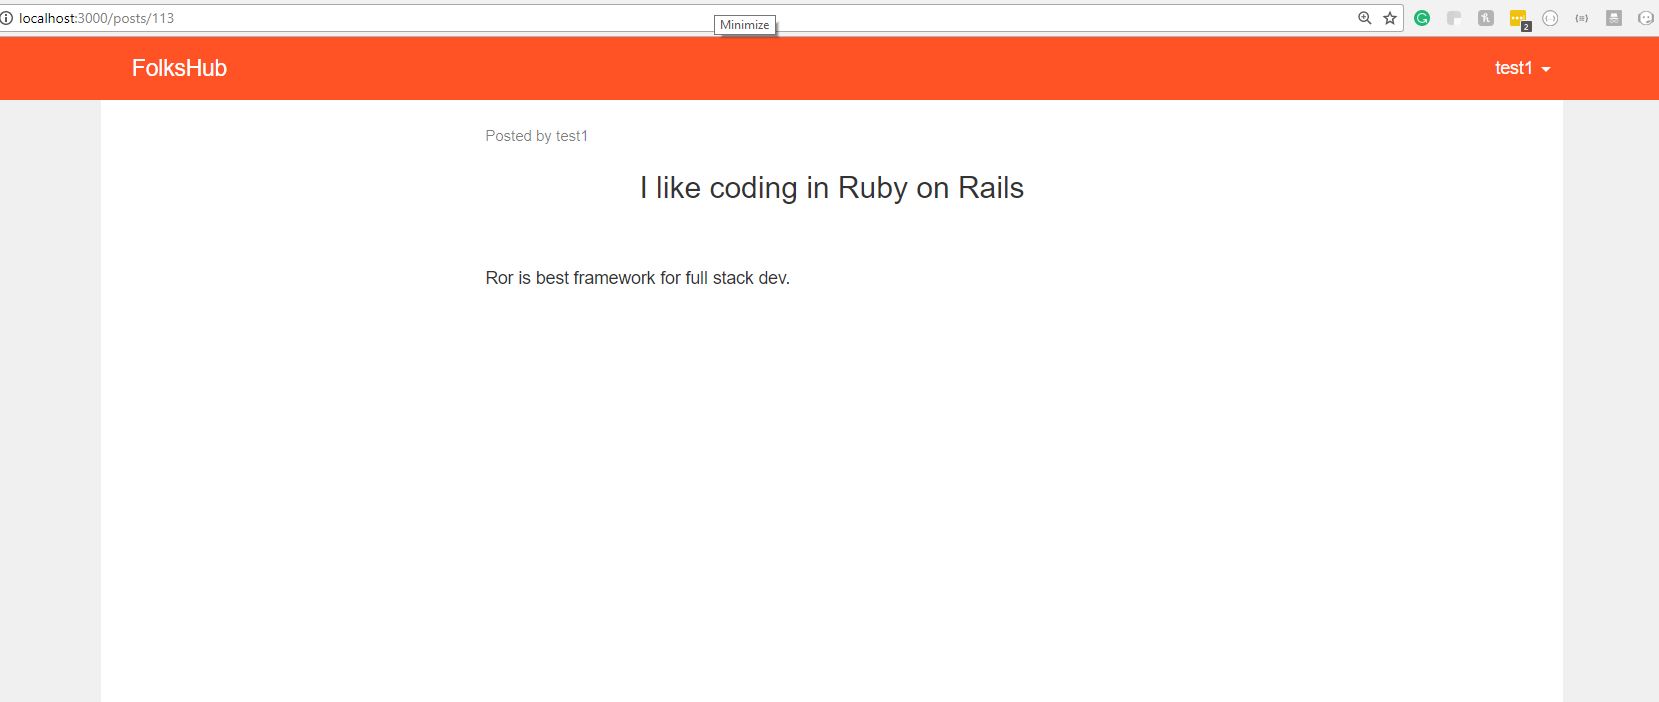 localhost:3000/posts/113
Minimize
2
FolksHub
test1
Posted by test1
I like coding in Ruby on Rails
Ror is best framework for full stack dev.